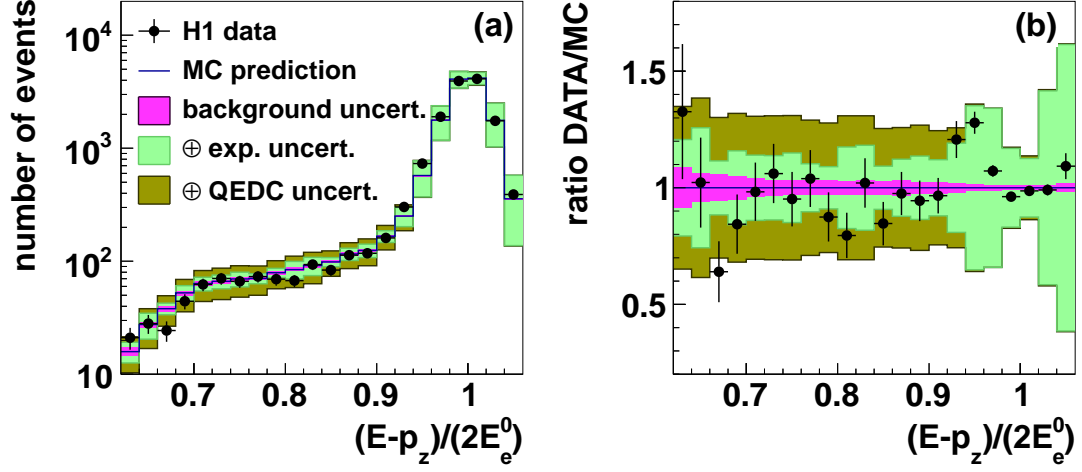 (a)
number of events
10⁴
10³
10²
10
H1 data
MC prediction
background uncert.
⊕ exp. uncert.
⊕ QEDC uncert.
0.7 0.8 0.9 1
(E-p_z)/(2E_e^0)
(b)
ratio DATA/MC
1.5
1
0.5
0.7 0.8 0.9 1
(E-p_z)/(2E_e^0)